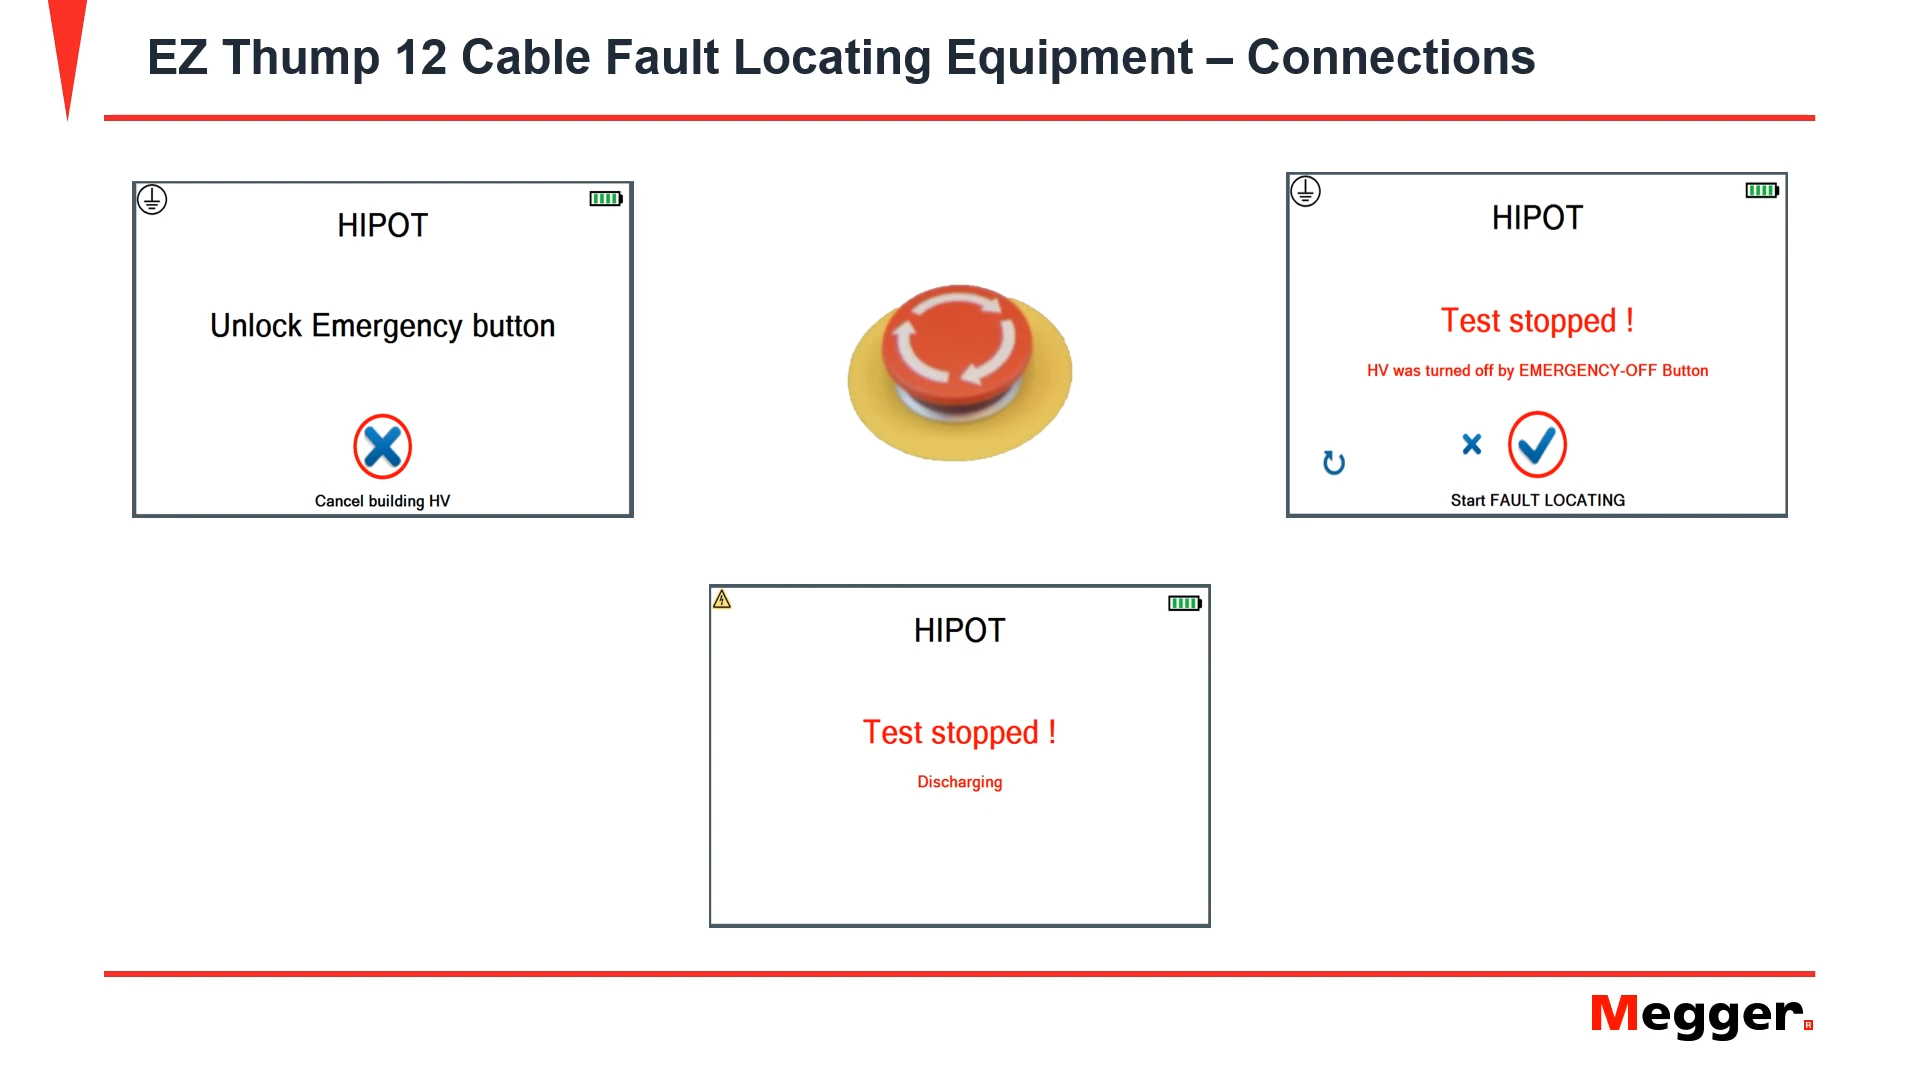 EZ Thump 12 Cable Fault Locating Equipment – Connections
HIPOT
Unlock Emergency button
Cancel building HV
HIPOT
Test stopped !
HV was turned off by EMERGENCY-OFF Button
Start FAULT LOCATING
HIPOT
Test stopped !
Discharging
Megger®